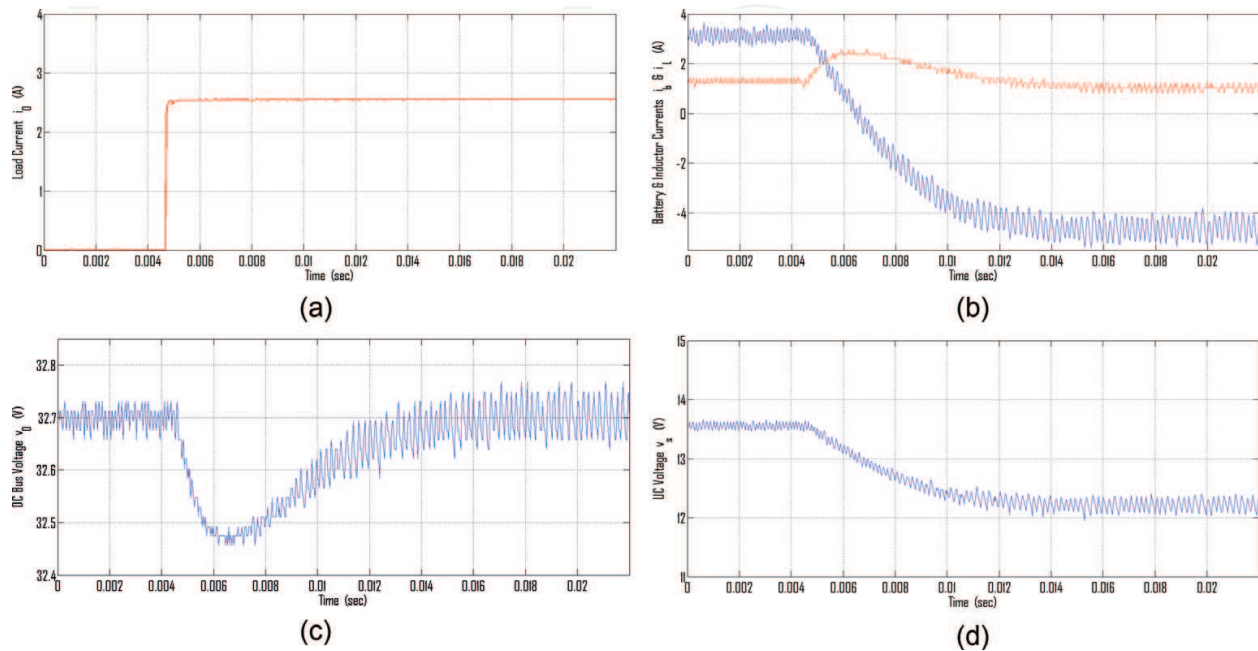 4
3
2
1
0
Load Current i_0 (A)
0 0.002 0.004 0.006 0.008 0.01 0.012 0.014 0.016 0.018 0.02
Time (sec)
(a)
4
2
0
-2
-4
Battery & Inductor Currents i_b & i_L (A)
0 0.002 0.004 0.006 0.008 0.01 0.012 0.014 0.016 0.018 0.02
Time (sec)
(b)
32.8
32.7
32.6
32.5
32.4
DC Bus Voltage v_0 (V)
0 0.002 0.004 0.006 0.008 0.01 0.012 0.014 0.016 0.018 0.02
Time (sec)
(c)
15
14
13
12
11
UC Voltage v_s (V)
0 0.002 0.004 0.006 0.008 0.01 0.012 0.014 0.016 0.018 0.02
Time (sec)
(d)